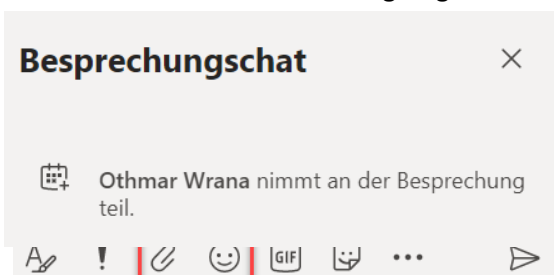 Besprechungschat
Othmar Wrana nimmt an der Besprechung
teil.
GIF